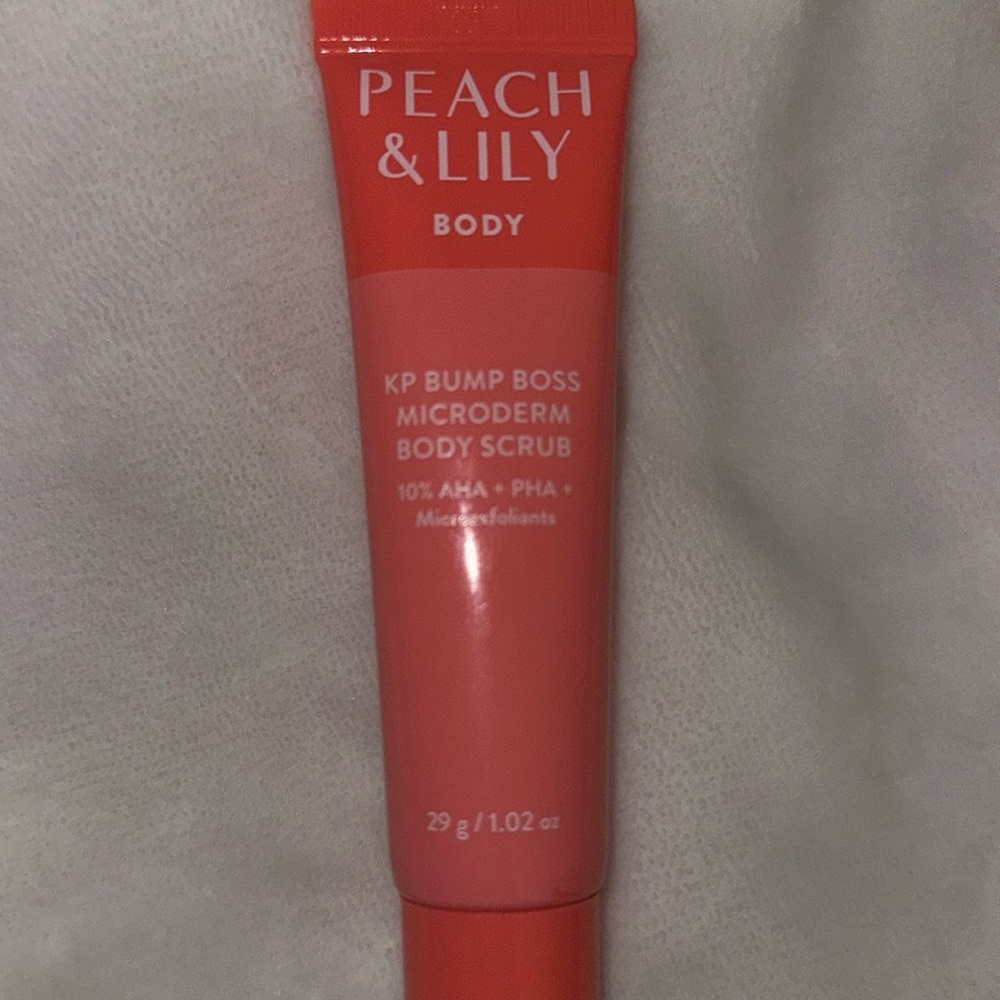 PEACH
& LILY
BODY
KP BUMP BOSS
MICRODERM
BODY SCRUB
10% AHA + PHA +
Microexfoliants
29 g / 1.02 oz